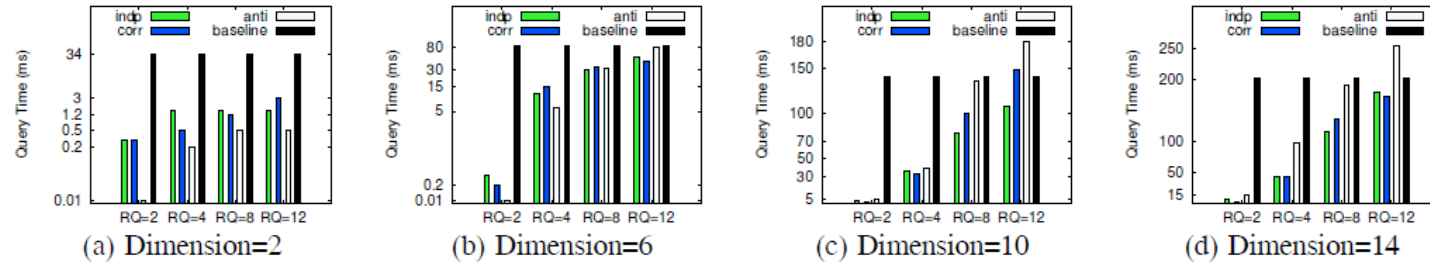 indp anti
corr baseline
Query Time (ms)
34
3
1.2
0.5
0.2
0.01
RQ=2 RQ=4 RQ=8 RQ=12
(a) Dimension=2
indp anti
corr baseline
Query Time (ms)
80
30
15
5
0.2
0.01
RQ=2 RQ=4 RQ=8 RQ=12
(b) Dimension=6
indp anti
corr baseline
Query Time (ms)
180
150
100
70
50
30
5
RQ=2 RQ=4 RQ=8 RQ=12
(c) Dimension=10
indp anti
corr baseline
Query Time (ms)
250
200
100
50
15
RQ=2 RQ=4 RQ=8 RQ=12
(d) Dimension=14